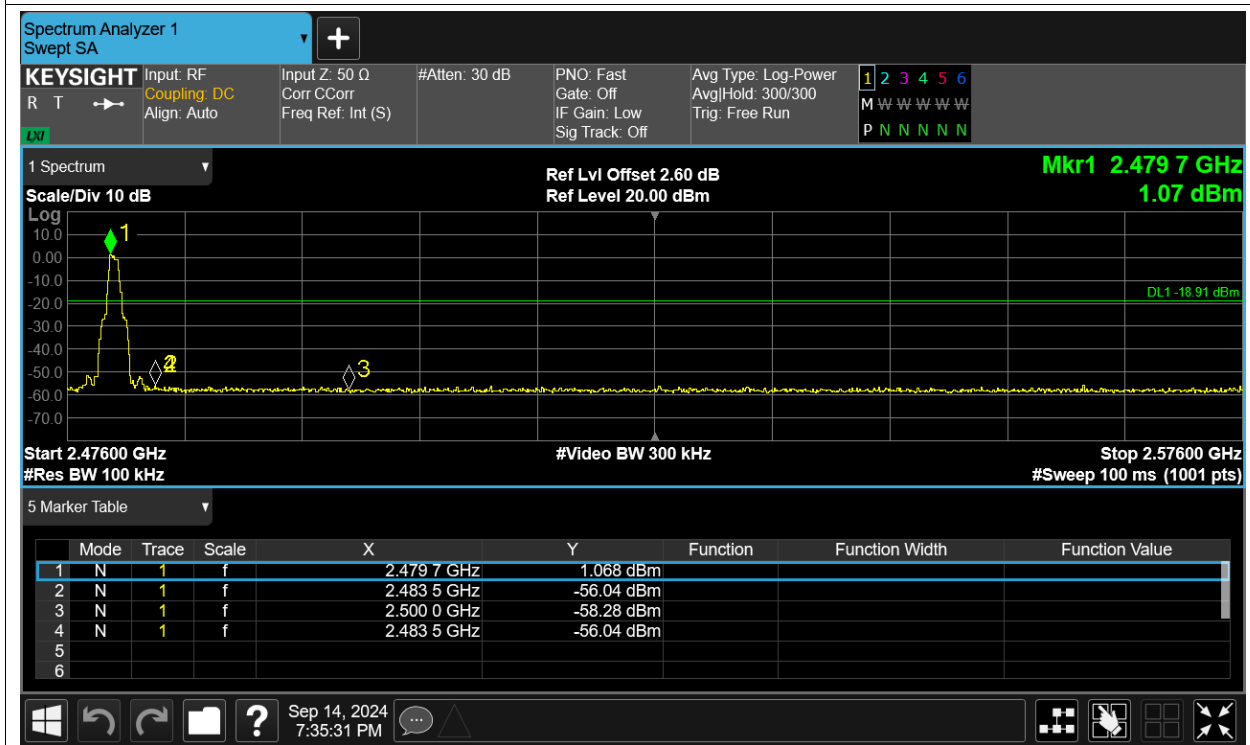 Spectrum Analyzer 1
Swept SA
KEYSIGHT
R T
LXI
Input: RF
Coupling: DC
Align: Auto
Input Z: 50 Ω
Corr CCorr
Freq Ref: Int (S)
#Atten: 30 dB
PNO: Fast
Gate: Off
IF Gain: Low
Sig Track: Off
Avg Type: Log-Power
Avg|Hold: 300/300
Trig: Free Run
1 2 3 4 5 6
M W W W W W
P N N N N N
1 Spectrum
Scale/Div 10 dB
Ref Lvl Offset 2.60 dB
Ref Level 20.00 dBm
Mkr1 2.479 7 GHz
1.07 dBm
Log
10.0
0.00
-10.0
-20.0
-30.0
-40.0
-50.0
-60.0
-70.0
1
2
3
DL1 -18.91 dBm
Start 2.47600 GHz
#Res BW 100 kHz
#Video BW 300 kHz
Stop 2.57600 GHz
#Sweep 100 ms (1001 pts)
5 Marker Table
Mode Trace Scale X Y Function Function Width Function Value
1 N 1 f 2.479 7 GHz 1.068 dBm
2 N 1 f 2.483 5 GHz -56.04 dBm
3 N 1 f 2.500 0 GHz -58.28 dBm
4 N 1 f 2.483 5 GHz -56.04 dBm
5
6
?
Sep 14, 2024
7:35:31 PM